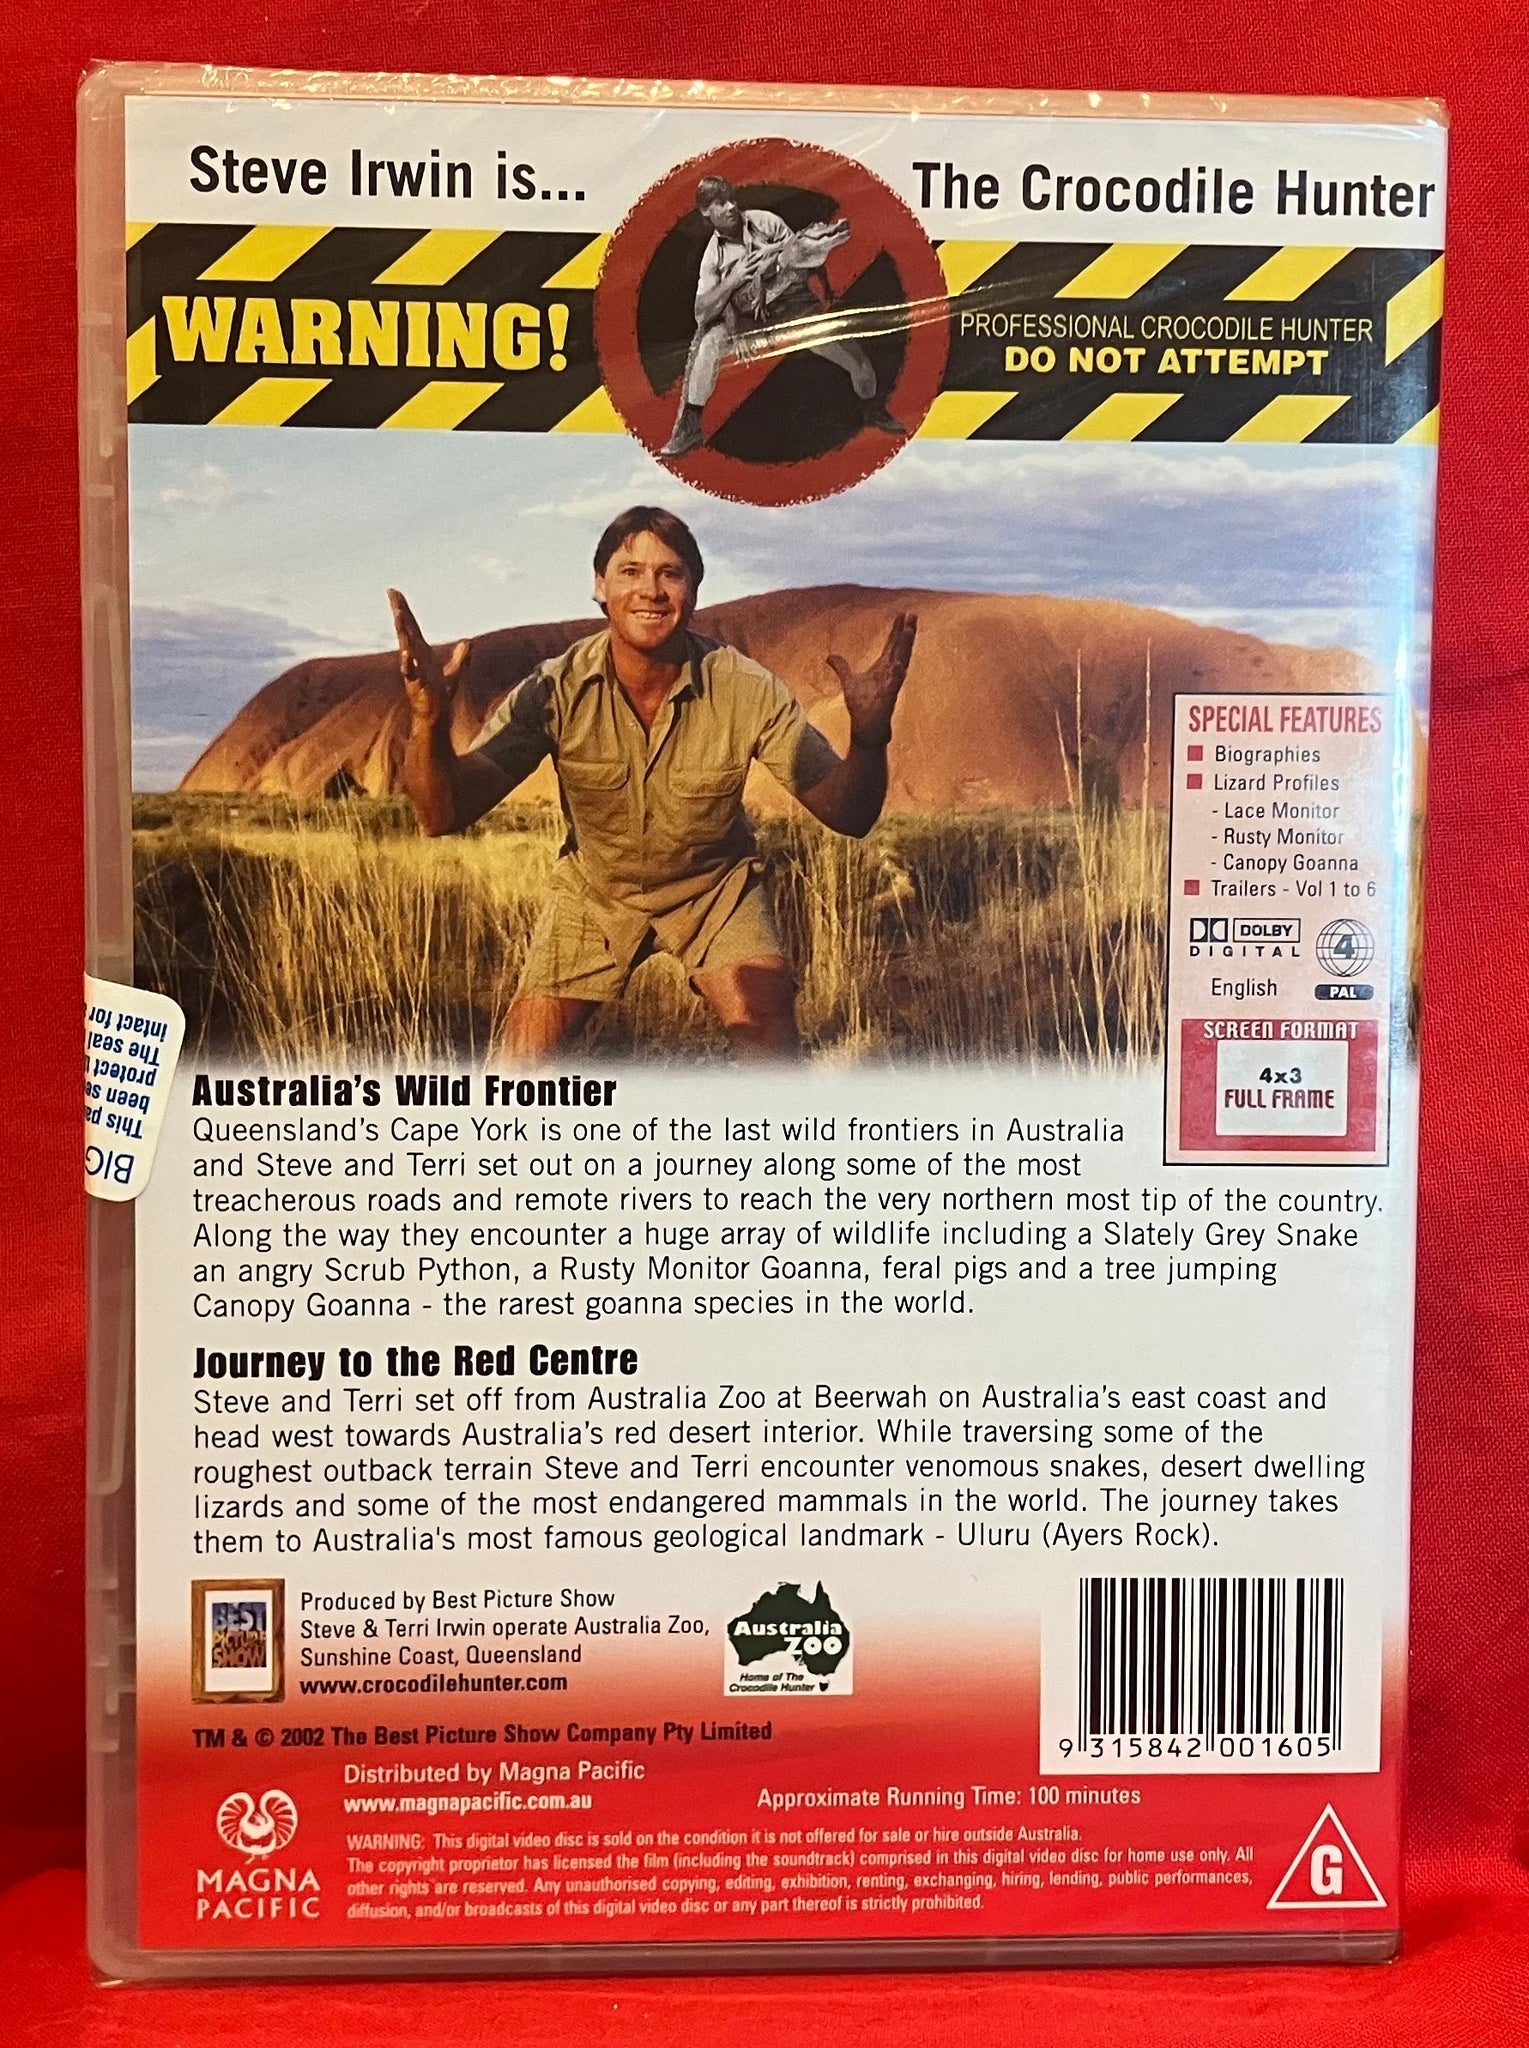 Steve Irwin is...
The Crocodile Hunter
WARNING!
PROFESSIONAL CROCODILE HUNTER
DO NOT ATTEMPT
SPECIAL FEATURES
Biographies
Lizard Profiles
- Lace Monitor
- Rusty Monitor
- Canopy Goanna
Trailers - Vol 1 to 6
DOLBY
DIGITAL
4
English
PAL
SCREEN FORMAT
4x3
FULL FRAME
BIG
This pa
been se
protect
The seal
intact for
Australia's Wild Frontier
Queensland's Cape York is one of the last wild frontiers in Australia
and Steve and Terri set out on a journey along some of the most
treacherous roads and remote rivers to reach the very northern most tip of the country.
Along the way they encounter a huge array of wildlife including a Slately Grey Snake
an angry Scrub Python, a Rusty Monitor Goanna, feral pigs and a tree jumping
Canopy Goanna - the rarest goanna species in the world.
Journey to the Red Centre
Steve and Terri set off from Australia Zoo at Beerwah on Australia's east coast and
head west towards Australia's red desert interior. While traversing some of the
roughest outback terrain Steve and Terri encounter venomous snakes, desert dwelling
lizards and some of the most endangered mammals in the world. The journey takes
them to Australia's most famous geological landmark - Uluru (Ayers Rock).
BEST
PICTURE
SHOW
Produced by Best Picture Show
Steve & Terri Irwin operate Australia Zoo,
Sunshine Coast, Queensland
www.crocodilehunter.com
Australia
ZOO
Home of The
Crocodile Hunter
TM & © 2002 The Best Picture Show Company Pty Limited
9 315842 001605
Distributed by Magna Pacific
www.magnapacific.com.au
Approximate Running Time: 100 minutes
MAGNA
PACIFIC
WARNING: This digital video disc is sold on the condition it is not offered for sale or hire outside Australia.
The copyright proprietor has licensed the film (including the soundtrack) comprised in this digital video disc for home use only. All
other rights are reserved. Any unauthorised copying, editing, exhibition, renting, exchanging, hiring, lending, public performances,
diffusion, and/or broadcasts of this digital video disc or any part thereof is strictly prohibited.
G